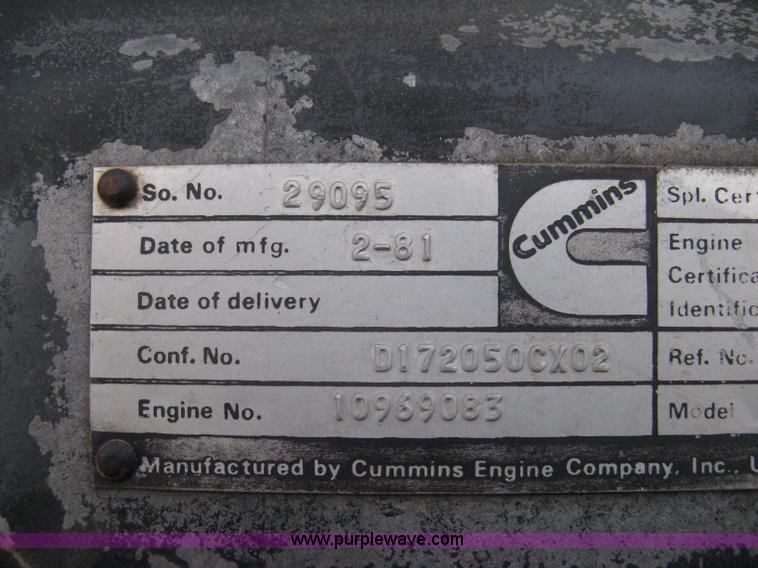 So. No. 29095
Cummins
Spl. Cert
Date of mfg. 2-81
Engine
Certifica
Identific
Date of delivery
Conf. No. D172050CX02
Ref. No.
Engine No. 10969083
Model
Manufactured by Cummins Engine Company, Inc., U
www.purplewave.com